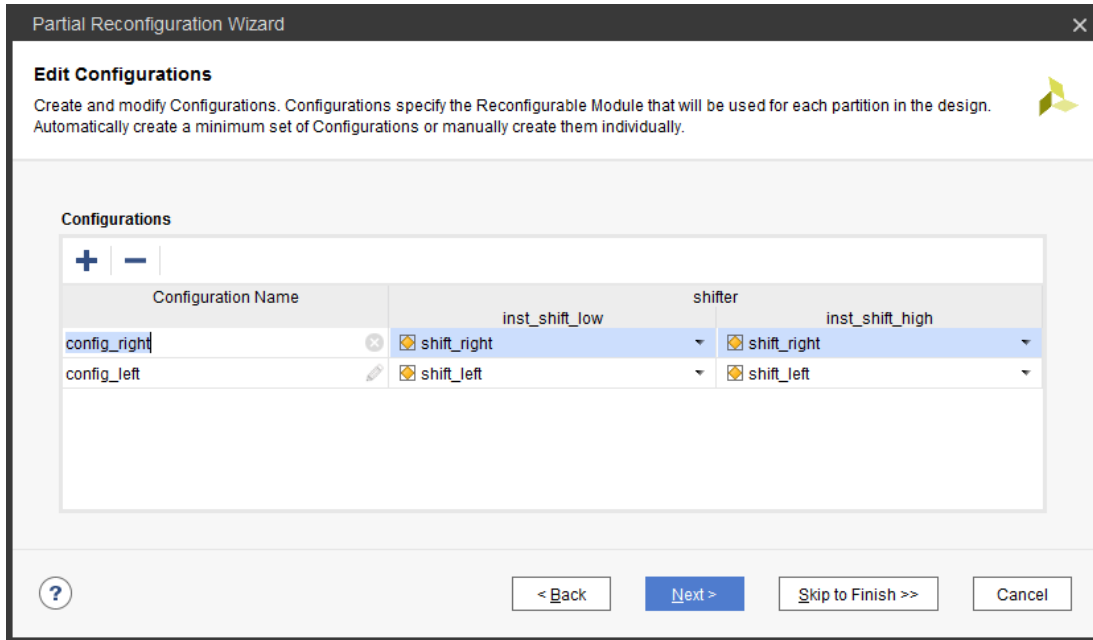 Partial Reconfiguration Wizard
Edit Configurations
Create and modify Configurations. Configurations specify the Reconfigurable Module that will be used for each partition in the design.
Automatically create a minimum set of Configurations or manually create them individually.
Configurations
Configuration Name shifter
inst_shift_low inst_shift_high
config_right shift_right shift_right
config_left shift_left shift_left
? < Back Next > Skip to Finish >> Cancel